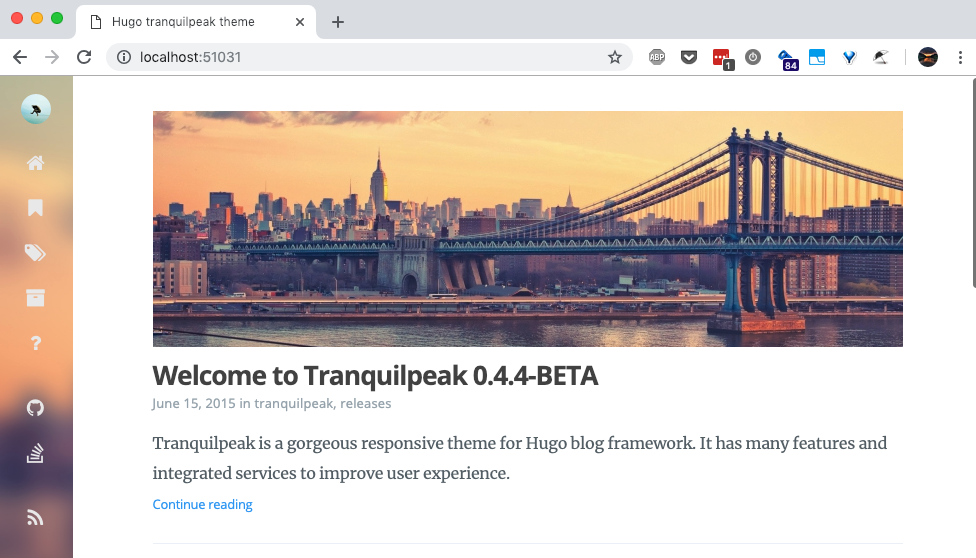 Hugo tranquilpeak theme
localhost:51031
ABP
1
84
?
Welcome to Tranquilpeak 0.4.4-BETA
June 15, 2015 in tranquilpeak, releases
Tranquilpeak is a gorgeous responsive theme for Hugo blog framework. It has many features and
integrated services to improve user experience.
Continue reading